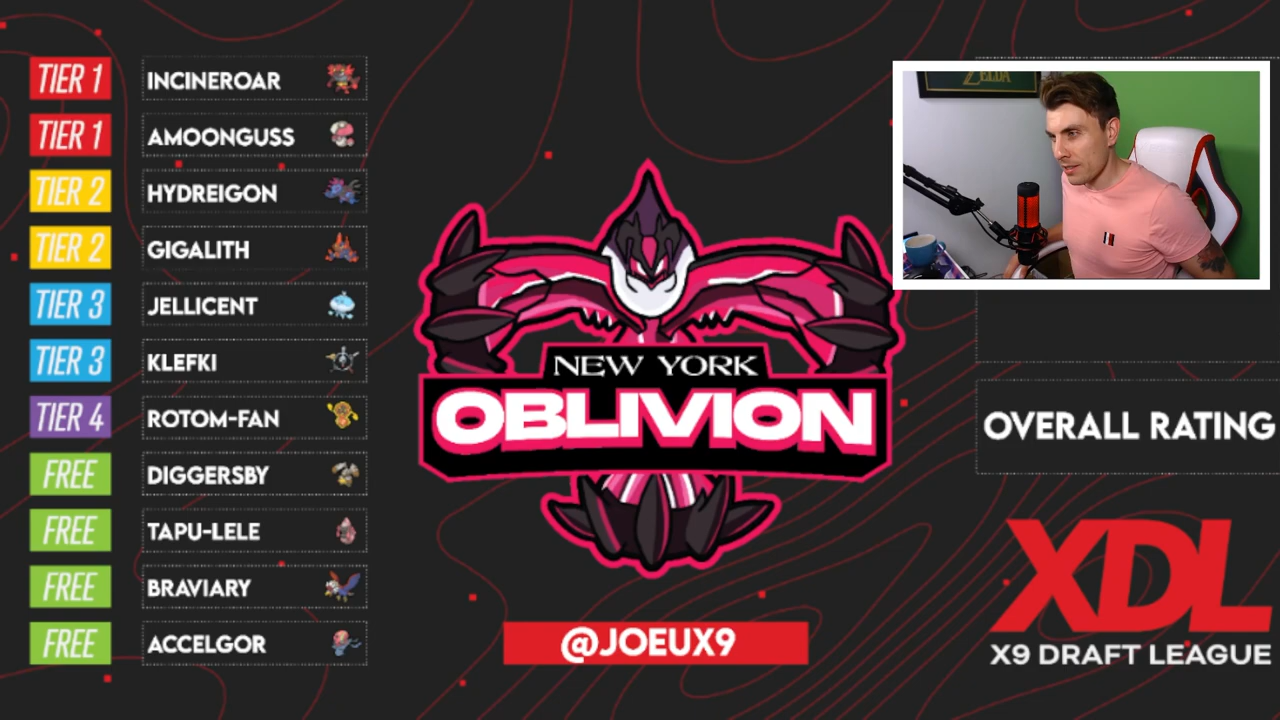 TIER 1 INCINEROAR
TIER 1 AMOONGUSS
TIER 2 HYDREIGON
TIER 2 GIGALITH
TIER 3 JELLICENT
TIER 3 KLEFKI
TIER 4 ROTOM-FAN
FREE DIGGERSBY
FREE TAPU-LELE
FREE BRAVIARY
FREE ACCELGOR
NEW YORK
OBLIVION
@JOEUX9
ZELDA
OVERALL RATING
XDL
X9 DRAFT LEAGUE